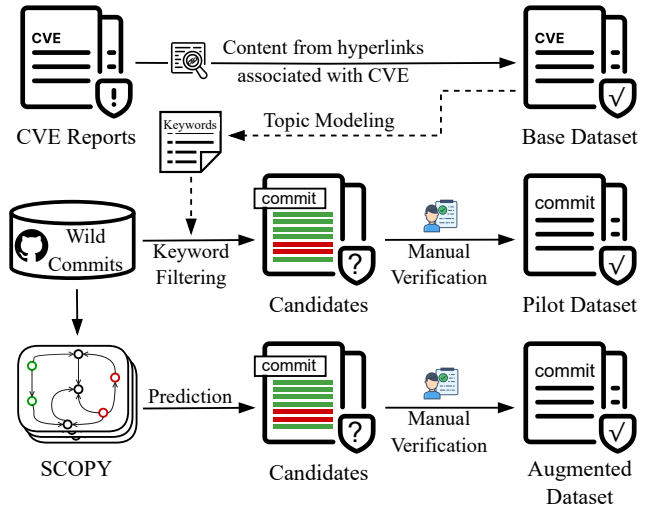 CVE
Content from hyperlinks
associated with CVE
CVE
!
√
CVE Reports
Keywords
Topic Modeling
Base Dataset
Wild
Commits
Keyword
Filtering
commit
?
Candidates
Manual
Verification
commit
√
Pilot Dataset
SCOPY
Prediction
commit
?
Candidates
Manual
Verification
commit
√
Augmented
Dataset